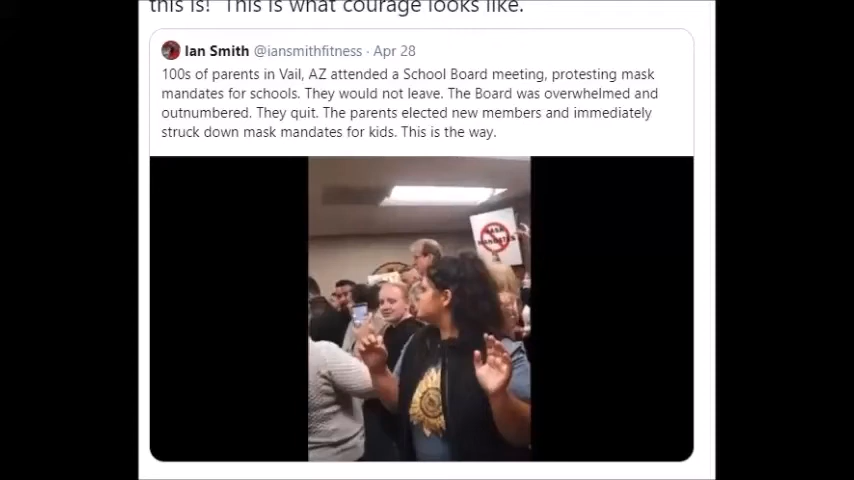 this is! This is what courage looks like.
Ian Smith @iansmithfitness · Apr 28
100s of parents in Vail, AZ attended a School Board meeting, protesting mask
mandates for schools. They would not leave. The Board was overwhelmed and
outnumbered. They quit. The parents elected new members and immediately
struck down mask mandates for kids. This is the way.
MASK
MANDATES